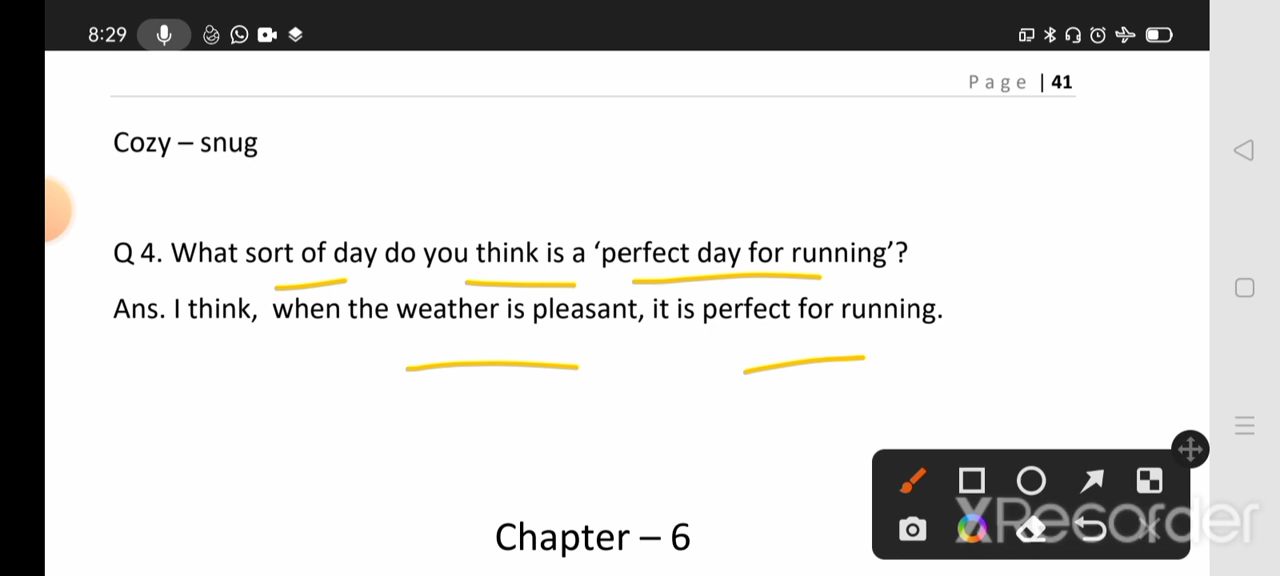 8:29
Page | 41
Cozy – snug
Q 4. What sort of day do you think is a ‘perfect day for running’?
Ans. I think, when the weather is pleasant, it is perfect for running.
Chapter – 6
XRecorder